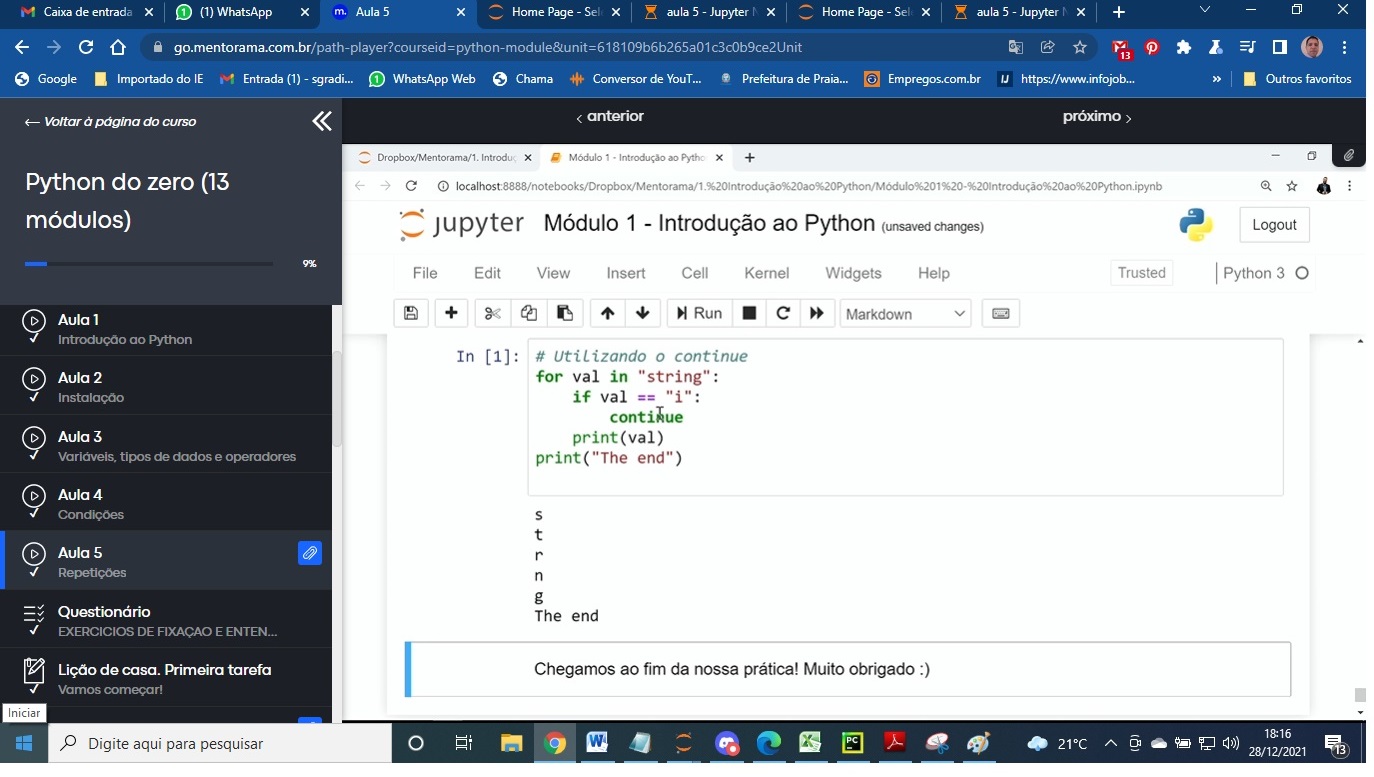 Caixa de entrada
(1) WhatsApp
m. Aula 5
Home Page - Sel
aula 5 - Jupyter N
Home Page - Sel
aula 5 - Jupyter N
go.mentorama.com.br/path-player?courseid=python-module&unit=618109b6b265a01c3c0b9ce2Unit
13
Google
Importado do IE
Entrada (1) - sgradi...
WhatsApp Web
Chama
Conversor de YouT...
Prefeitura de Praia...
Empregos.com.br
https://www.infojob...
»
Outros favoritos
← Voltar à página do curso
‹ anterior
próximo ›
Python do zero (13
módulos)
9%
Aula 1
Introdução ao Python
Aula 2
Instalação
Aula 3
Variáveis, tipos de dados e operadores
Aula 4
Condições
Aula 5
Repetições
Questionário
EXERCICIOS DE FIXAÇAO E ENTEN...
Lição de casa. Primeira tarefa
Vamos começar!
Dropbox/Mentorama/1. Introdu
Módulo 1 - Introdução ao Pytho
localhost:8888/notebooks/Dropbox/Mentorama/1.%20Introdução%20ao%20Python/Módulo%201%20-%20Introdução%20ao%20Python.ipynb
jupyter Módulo 1 - Introdução ao Python (unsaved changes)
Logout
File Edit View Insert Cell Kernel Widgets Help
Trusted
Python 3
Run
Markdown
In [1]: # Utilizando o continue
for val in "string":
if val == "i":
continue
print(val)
print("The end")
s
t
r
n
g
The end
Chegamos ao fim da nossa prática! Muito obrigado :)
Iniciar
Digite aqui para pesquisar
W
PC
21°C
18:16
28/12/2021
13